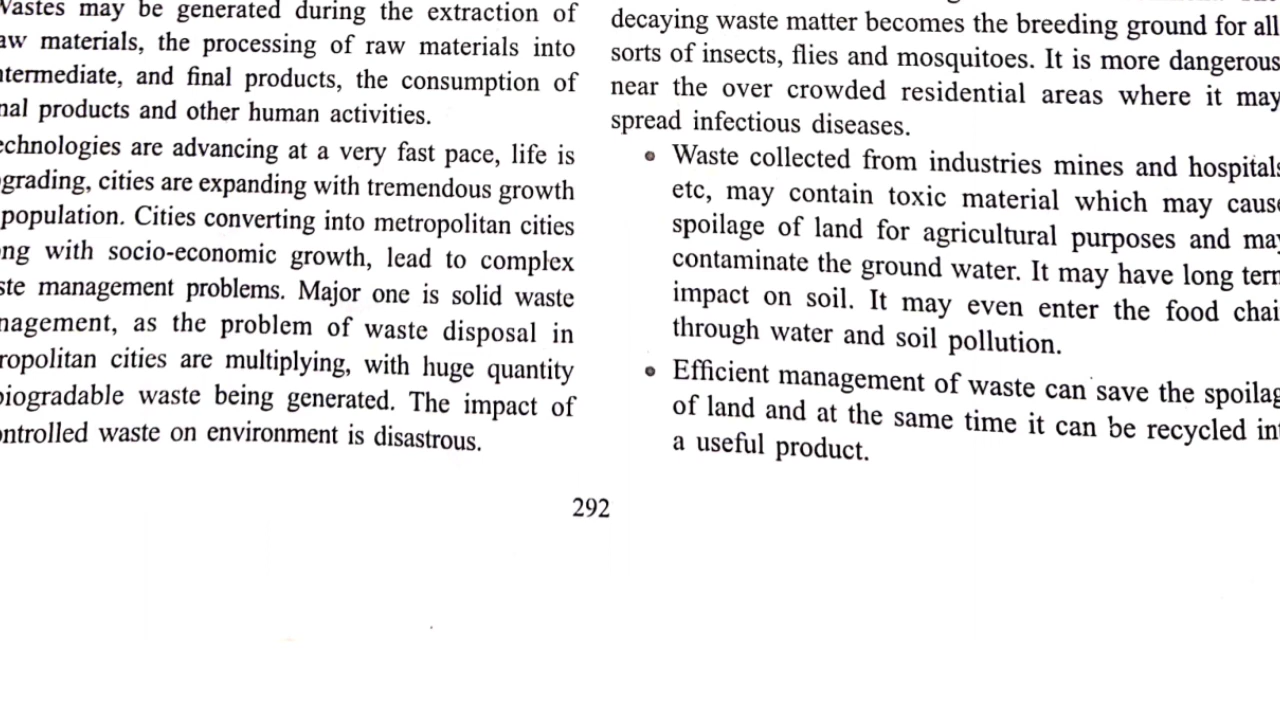 Wastes may be generated during the extraction of
aw materials, the processing of raw materials into
ntermediate, and final products, the consumption of
nal products and other human activities.
echnologies are advancing at a very fast pace, life is
grading, cities are expanding with tremendous growth
population. Cities converting into metropolitan cities
ng with socio-economic growth, lead to complex
ste management problems. Major one is solid waste
nagement, as the problem of waste disposal in
ropolitan cities are multiplying, with huge quantity
biogradable waste being generated. The impact of
ontrolled waste on environment is disastrous.
decaying waste matter becomes the breeding ground for all
sorts of insects, flies and mosquitoes. It is more dangerous
near the over crowded residential areas where it may
spread infectious diseases.
• Waste collected from industries mines and hospitals
etc, may contain toxic material which may cause
spoilage of land for agricultural purposes and may
contaminate the ground water. It may have long term
impact on soil. It may even enter the food chai
through water and soil pollution.
• Efficient management of waste can save the spoilag
of land and at the same time it can be recycled int
a useful product.
292